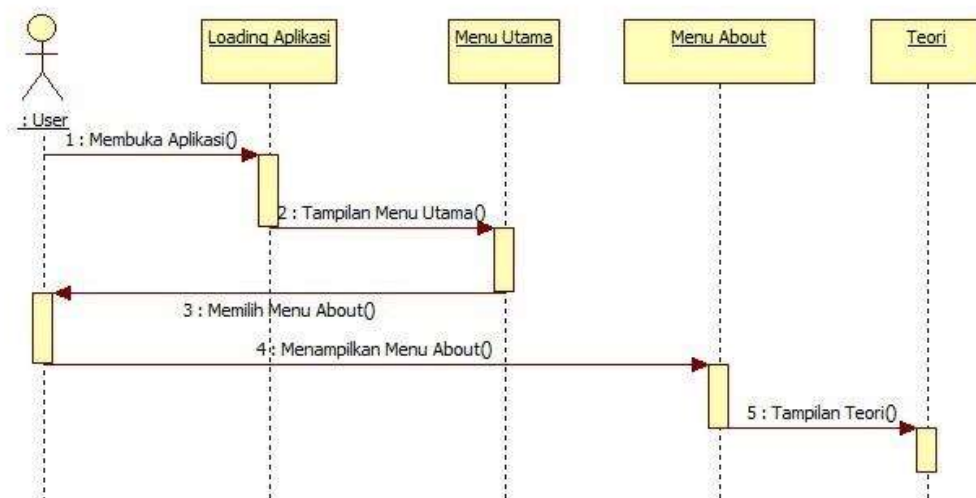 Loading Aplikasi
Menu Utama
Menu About
Teori
: User
1 : Membuka Aplikasi()
2 : Tampilan Menu Utama()
3 : Memilih Menu About()
4 : Menampilkan Menu About()
5 : Tampilan Teori()